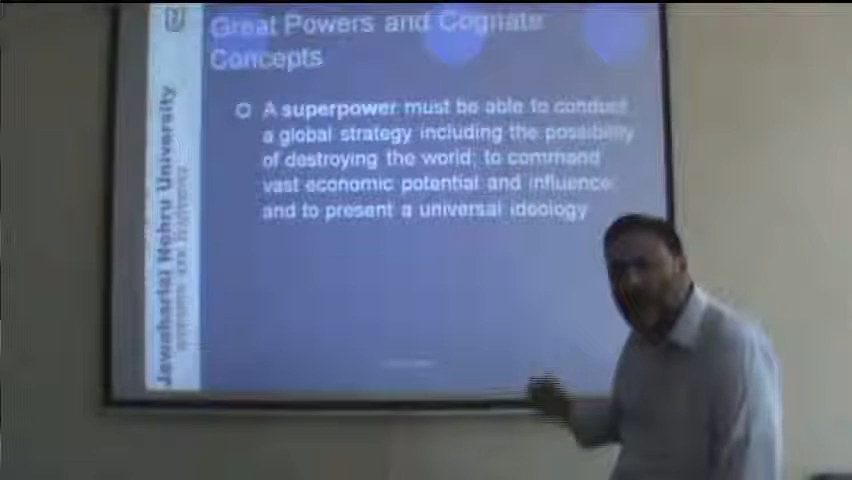 Great Powers and Cognate
Concepts
A superpower must be able to conduct
a global strategy including the possibility
of destroying the world; to command
vast economic potential and influence;
and to present a universal ideology
Jawaharlal Nehru University